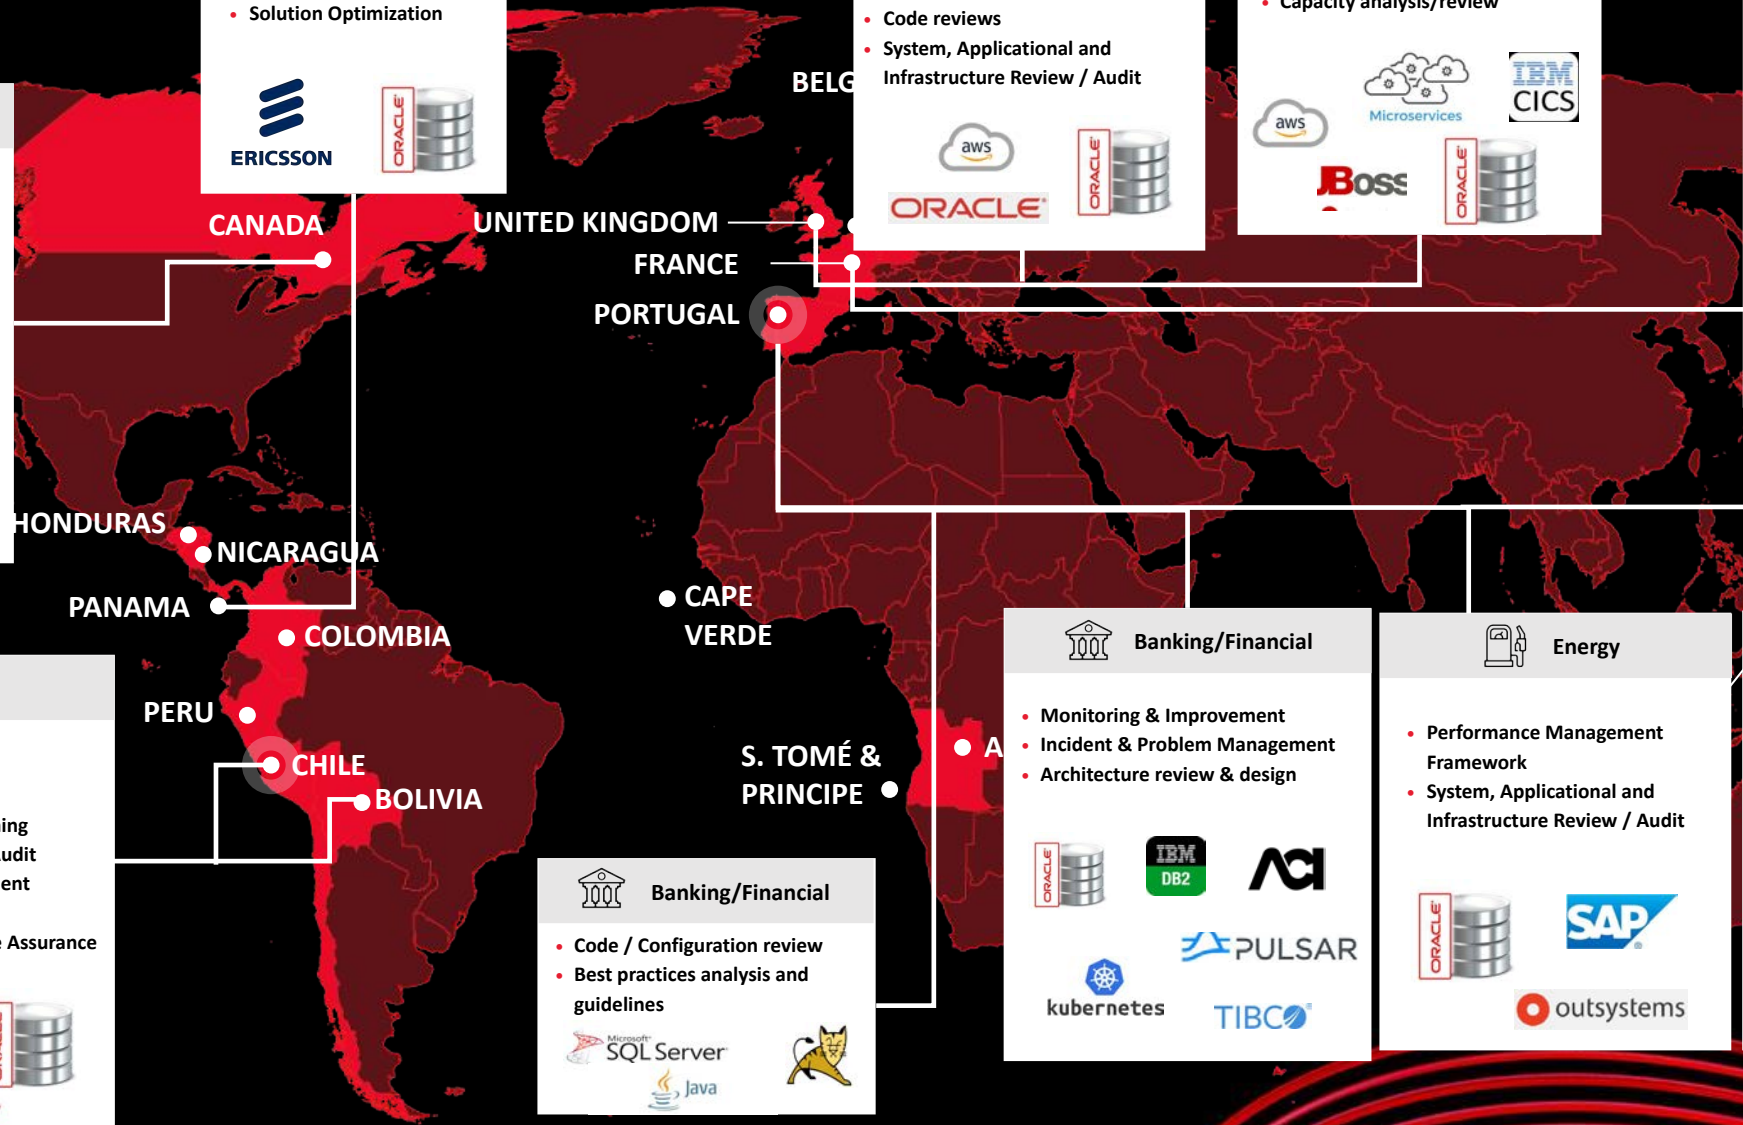 Solution Optimization
ERICSSON
ORACLE
Code reviews
System, Applicational and
Infrastructure Review / Audit
aws
ORACLE
ORACLE
Capacity analysis/review
aws
Microservices
IBM
CICS
JBoss
ORACLE
BELG
CANADA
UNITED KINGDOM
FRANCE
PORTUGAL
HONDURAS
NICARAGUA
PANAMA
COLOMBIA
PERU
CHILE
BOLIVIA
CAPE
VERDE
S. TOMÉ &
PRINCIPE
A
ent
e Assurance
ORACLE
Banking/Financial
Code / Configuration review
Best practices analysis and
guidelines
Microsoft
SQL Server
Java
Banking/Financial
Monitoring & Improvement
Incident & Problem Management
Architecture review & design
ORACLE
IBM
DB2
ACI
PULSAR
kubernetes
TIBCO
Energy
Performance Management
Framework
System, Applicational and
Infrastructure Review / Audit
ORACLE
SAP
outsystems